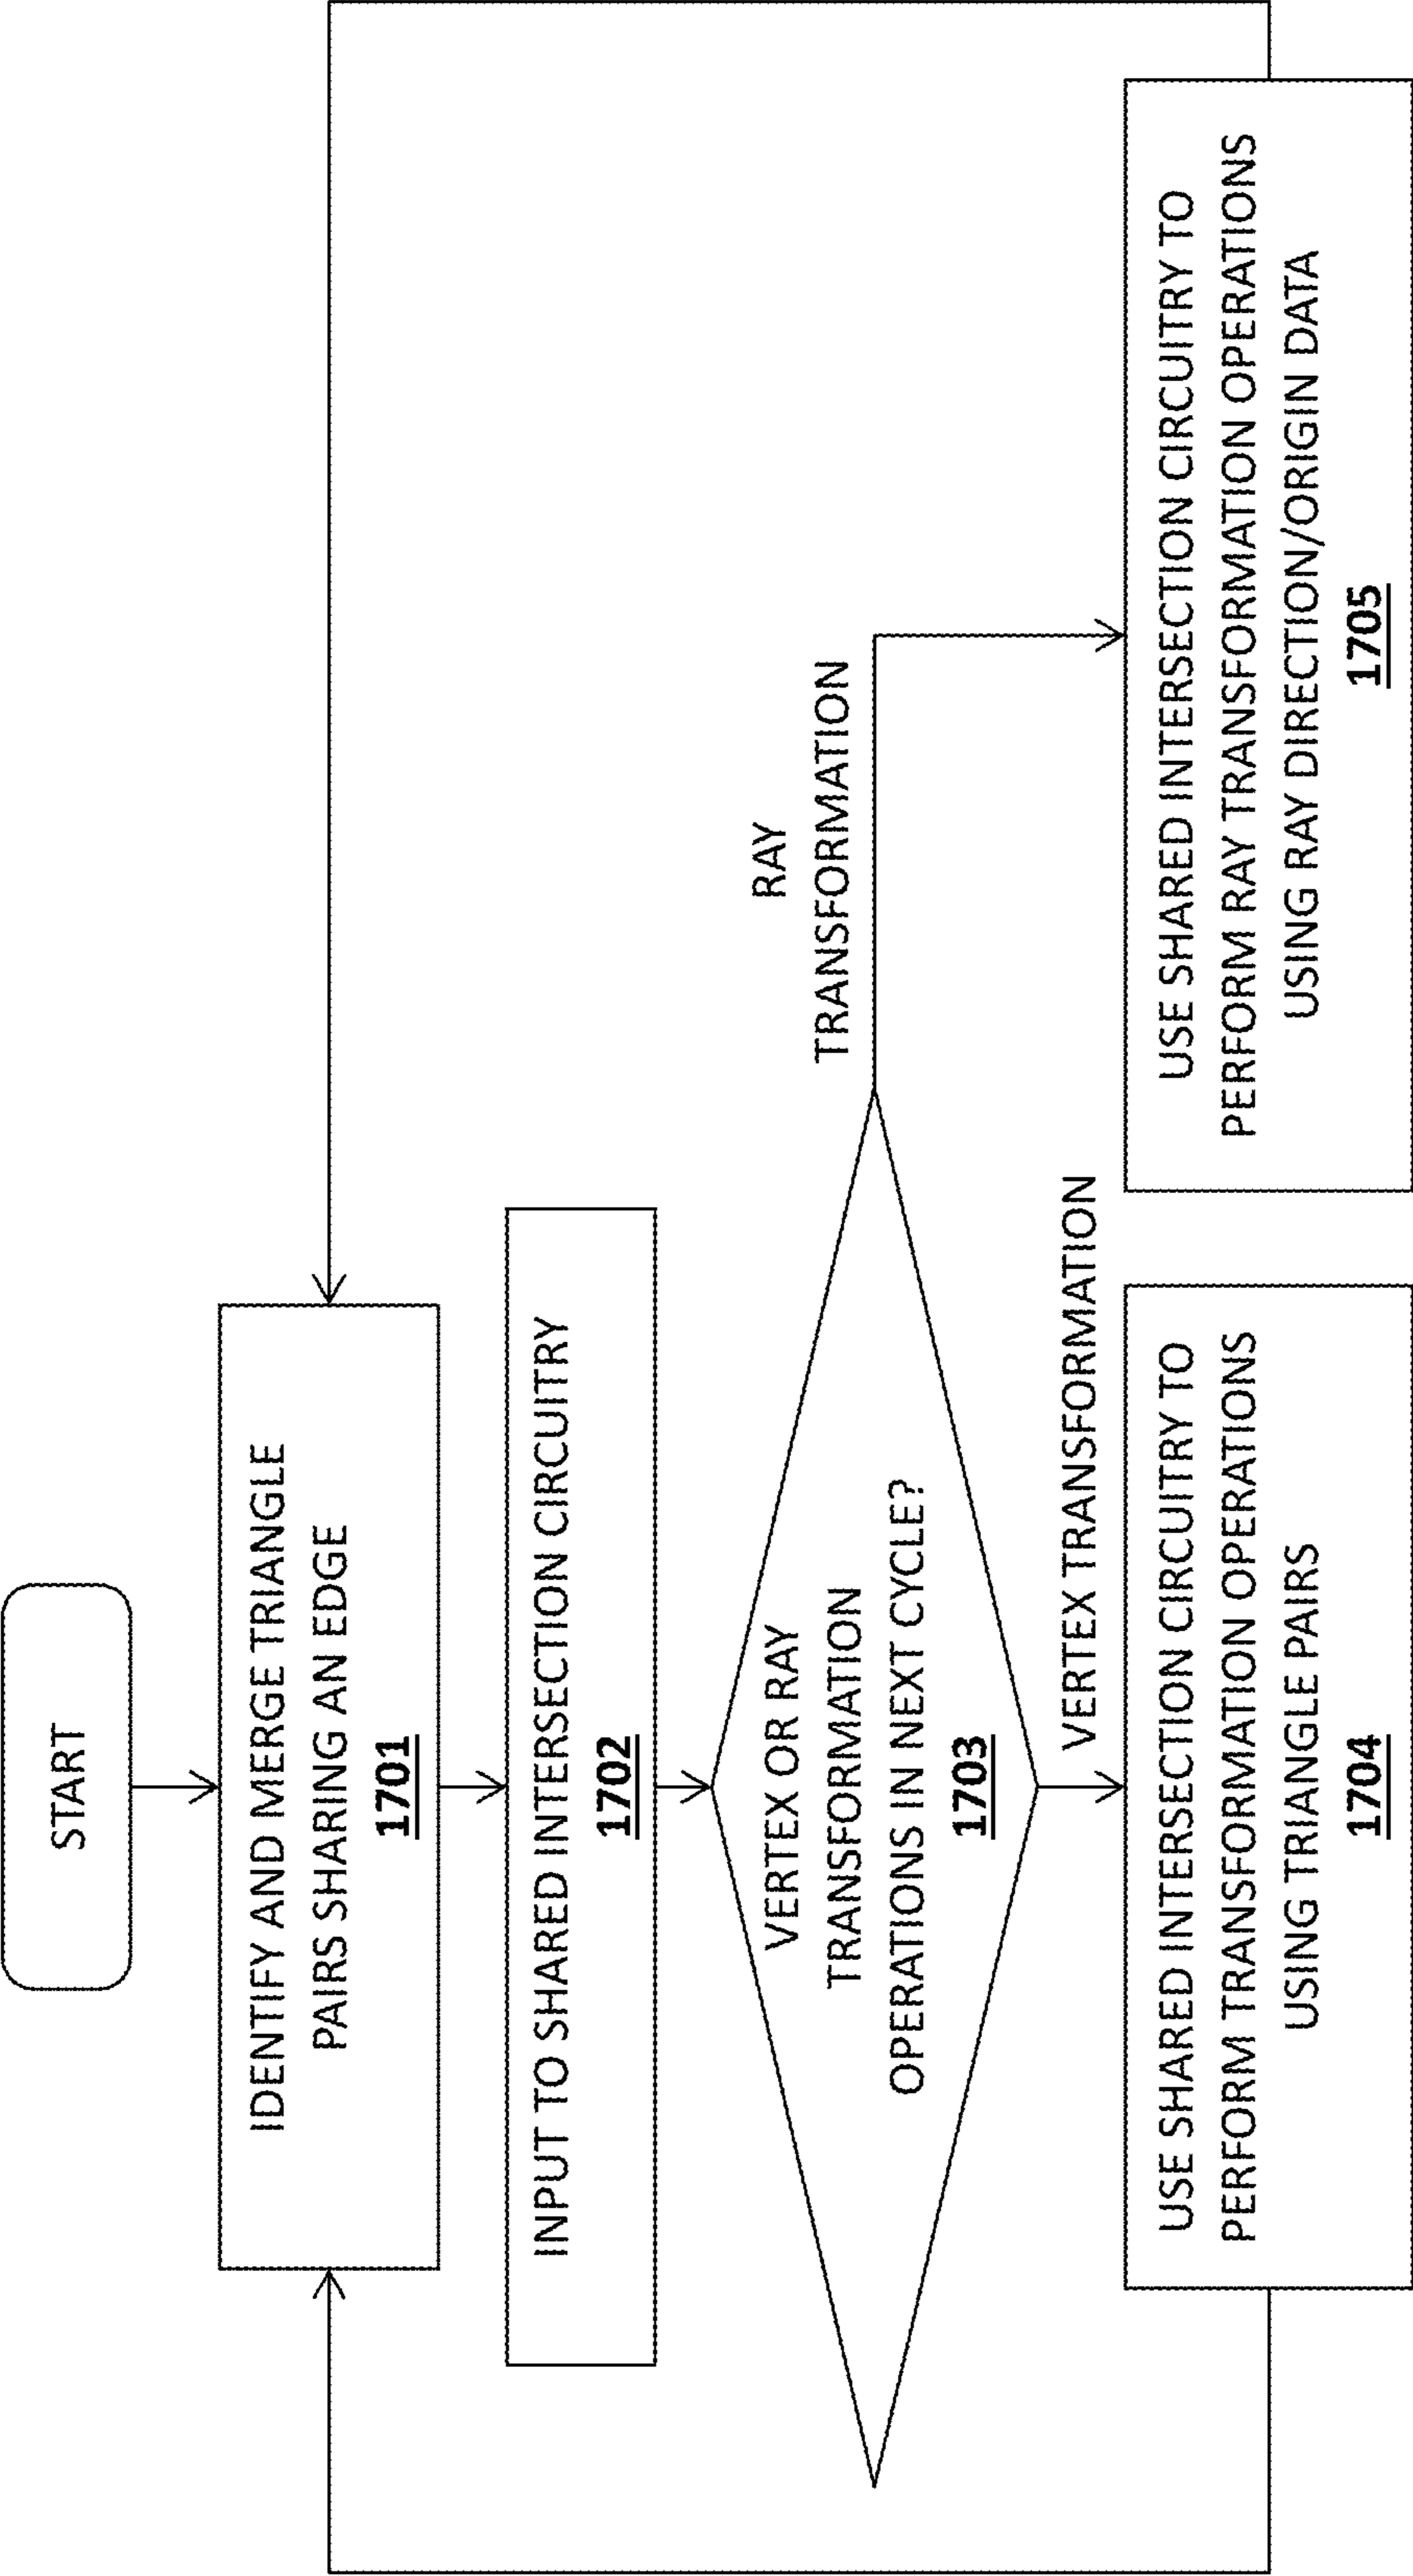 START
IDENTIFY AND MERGE TRIANGLE
PAIRS SHARING AN EDGE
1701
INPUT TO SHARED INTERSECTION CIRCUITRY
1702
VERTEX OR RAY
TRANSFORMATION
OPERATIONS IN NEXT CYCLE?
1703
RAY
TRANSFORMATION
VERTEX TRANSFORMATION
USE SHARED INTERSECTION CIRCUITRY TO
PERFORM TRANSFORMATION OPERATIONS
USING TRIANGLE PAIRS
1704
USE SHARED INTERSECTION CIRCUITRY TO
PERFORM RAY TRANSFORMATION OPERATIONS
USING RAY DIRECTION/ORIGIN DATA
1705